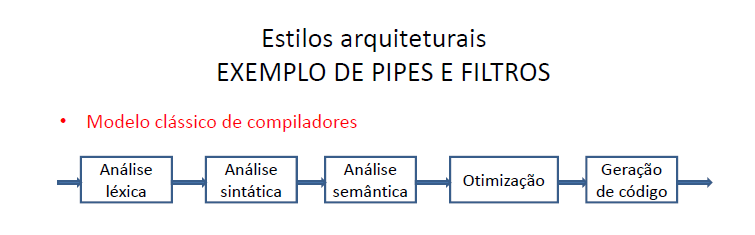 Estilos arquiteturais
EXEMPLO DE PIPES E FILTROS
• Modelo clássico de compiladores
Análise
léxica
Análise
sintática
Análise
semântica
Otimização
Geração
de código